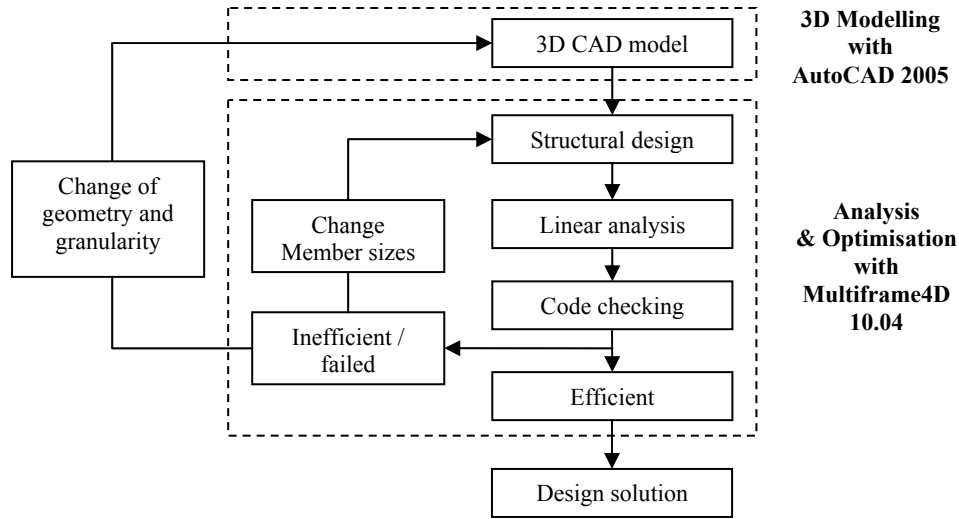 3D CAD model
3D Modelling
with
AutoCAD 2005
Structural design
Change of
geometry and
granularity
Change
Member sizes
Linear analysis
Analysis
& Optimisation
with
Multiframe4D
10.04
Code checking
Inefficient /
failed
Efficient
Design solution